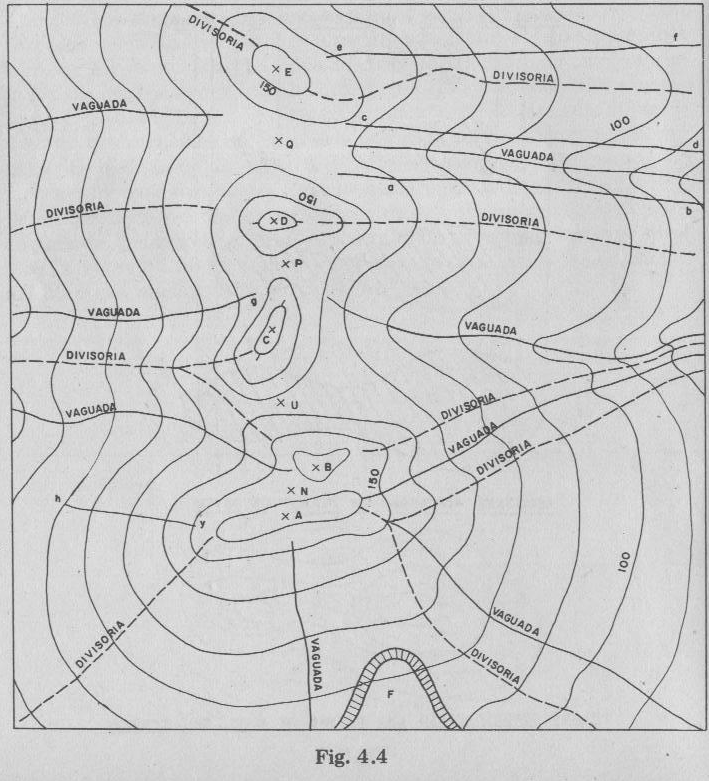 DIVISORIA
e
f
× E
150
DIVISORIA
VAGUADA
100
c
× Q
d
VAGUADA
a
150
b
DIVISORIA
× D
DIVISORIA
× P
g
VAGUADA
VAGUADA
C ×
DIVISORIA
× U
DIVISORIA
VAGUADA
VAGUADA
× B
DIVISORIA
150
× N
h
y
× A
100
VAGUADA
DIVISORIA
VAGUADA
DIVISORIA
F
Fig. 4.4